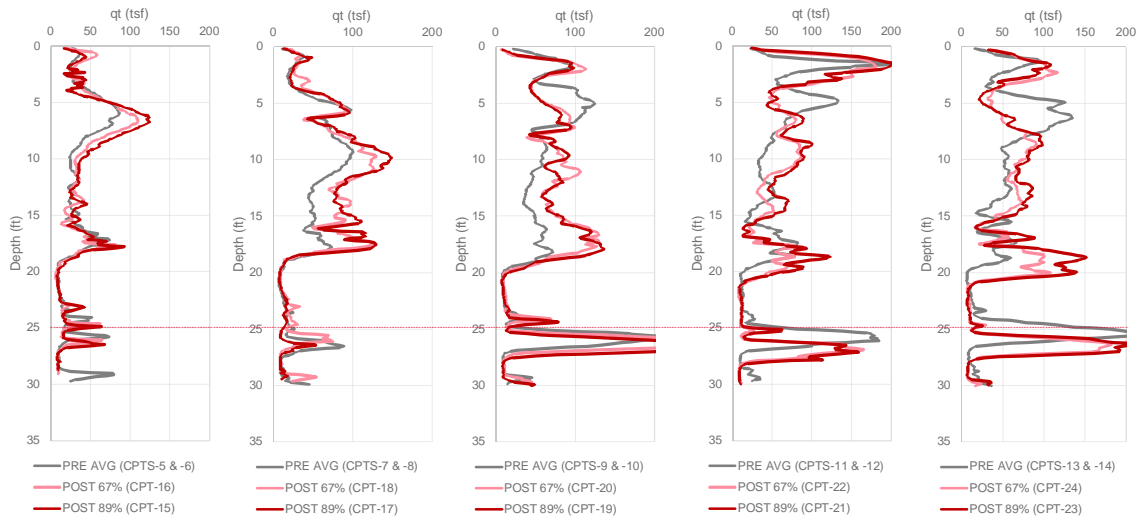 qt (tsf)
0 50 100 150 200
0
5
10
15
20
25
30
35
Depth (ft)
PRE AVG (CPTS-5 & -6)
POST 67% (CPT-16)
POST 89% (CPT-15)
qt (tsf)
0 100 200
0
5
10
15
20
25
30
35
Depth (ft)
PRE AVG (CPTS-7 & -8)
POST 67% (CPT-18)
POST 89% (CPT-17)
qt (tsf)
0 50 100 150 200
0
5
10
15
20
25
30
35
Depth (ft)
PRE AVG (CPTS-9 & -10)
POST 67% (CPT-20)
POST 89% (CPT-19)
qt (tsf)
0 50 100 150 200
0
5
10
15
20
25
30
35
Depth (ft)
PRE AVG (CPTS-11 & -12)
POST 67% (CPT-22)
POST 89% (CPT-21)
qt (tsf)
0 50 100 150 200
0
5
10
15
20
25
30
35
Depth (ft)
PRE AVG (CPTS-13 & -14)
POST 67% (CPT-24)
POST 89% (CPT-23)